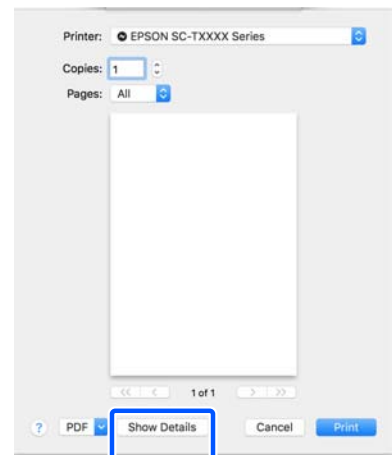 Printer: EPSON SC-TXXXX Series
Copies: 1
Pages: All
<< < 1 of 1 > >>
? PDF Show Details Cancel Print